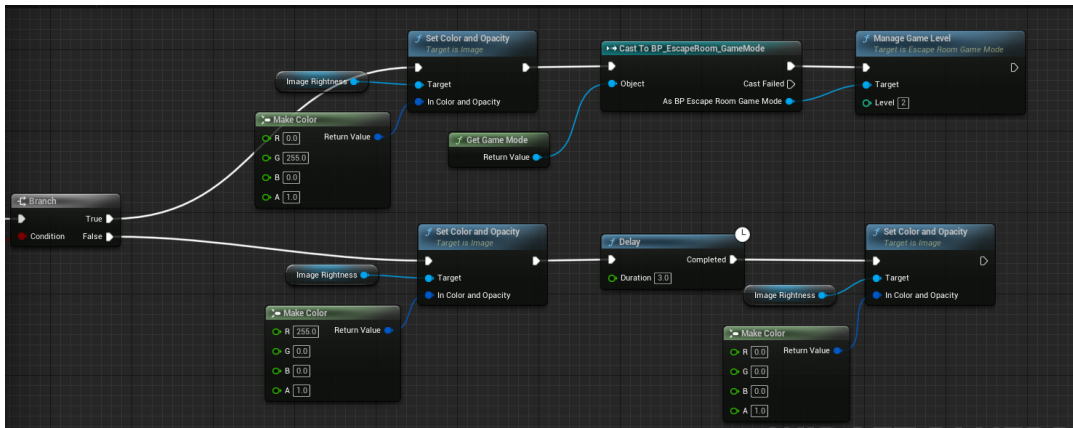 Set Color and Opacity
Target is Image
Target
In Color and Opacity
Image Rightness
Make Color
R 0.0
Return Value
G 255.0
B 0.0
A 1.0
Cast To BP_EscapeRoom_GameMode
Object
Cast Failed
As BP Escape Room Game Mode
Get Game Mode
Return Value
Manage Game Level
Target is Escape Room Game Mode
Target
Level 2
Branch
True
Condition
False
Set Color and Opacity
Target is Image
Target
In Color and Opacity
Image Rightness
Make Color
R 255.0
Return Value
G 0.0
B 0.0
A 1.0
Delay
Completed
Duration 3.0
Set Color and Opacity
Target is Image
Target
In Color and Opacity
Image Rightness
Make Color
R 0.0
Return Value
G 0.0
B 0.0
A 1.0